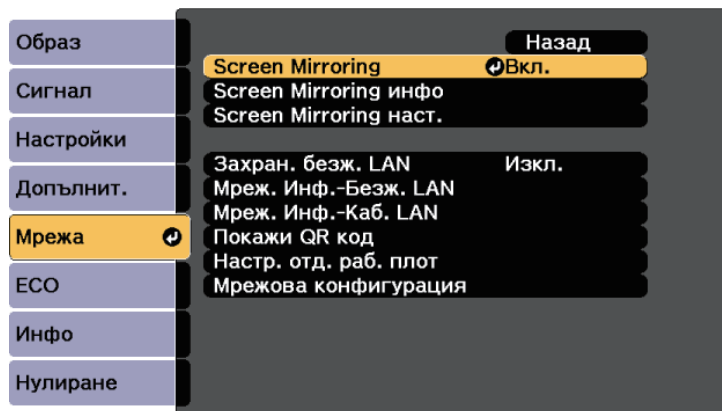 Образ
Сигнал
Настройки
Допълнит.
Мрежа
ECO
Инфо
Нулиране
Назад
Screen Mirroring Вкл.
Screen Mirroring инфо
Screen Mirroring наст.
Захран. безж. LAN Изкл.
Мреж. Инф.-Безж. LAN
Мреж. Инф.-Каб. LAN
Покажи QR код
Настр. отд. раб. плот
Мрежова конфигурация